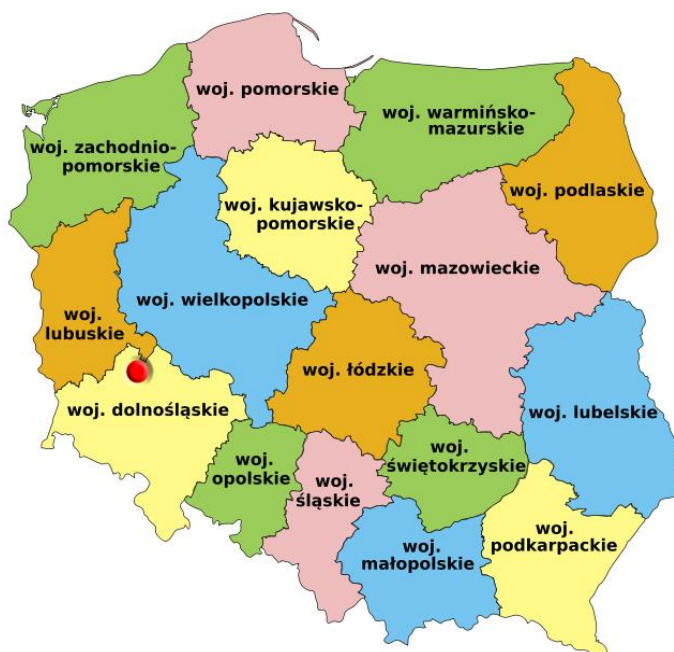 woj. pomorskie
woj. warmińsko-
mazurskie
woj. zachodnio-
pomorskie
woj. podlaskie
woj. kujawsko-
pomorskie
woj. mazowieckie
woj. wielkopolskie
woj.
lubuskie
woj. łódzkie
woj. dolnośląskie
woj. lubelskie
woj.
opolskie
woj.
śląskie
woj.
świętokrzyskie
woj.
podkarpackie
woj.
małopolskie